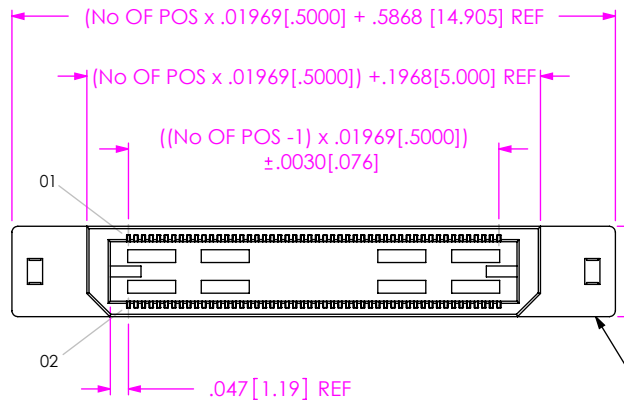 (No OF POS x .01969[.5000] + .5868 [14.905) REF
(No OF POS x .01969[.5000]) +.1968[5.000] REF
((No OF POS -1) x .01969[.5000])
±.0030[.076]
01
02
.047[1.19] REF